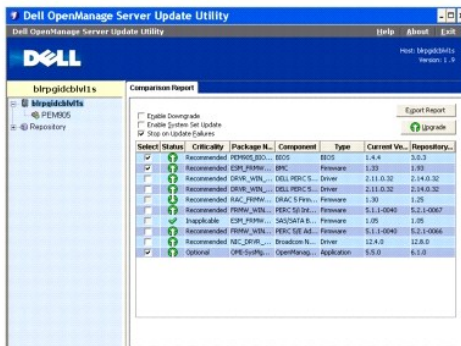 Dell OpenManage Server Update Utility
Dell OpenManage Server Update Utility Help About Exit
DELL
Host: blrpgidcblvl1s
Version: 1.9
blrpgidcblvl1s Comparison Report
blrpgidcblvl1s
PEM905
Repository
Enable Downgrade
Enable System Set Update
Stop on Update Failures
Export Report
Upgrade
Select Status Criticality Package N... Component Type Current Ve... Repository...
Recommended PEM905_BIO... BIOS BIOS 1.4.4 3.0.3
Recommended ESM_FRMW... BMC Firmware 1.33 1.93
Recommended DRVR_WIN_... DELL PERC 5... Driver 2.11.0.32 2.14.0.32
Recommended DRVR_WIN_... DELL PERC 5... Driver 2.11.0.32 2.14.0.32
Recommended RAC_FRMW... DRAC 5 Firm... Firmware 1.30 1.25
Recommended FRMW_WIN... PERC 5/i Int... Firmware 5.1.1-0040 5.2.1-0067
Inapplicable ESM_FRMW... SAS/SATA B... Firmware 1.05 1.05
Recommended FRMW_WIN... PERC 5/E Ad... Firmware 5.1.1-0040 5.2.1-0066
Recommended NIC_DRVR_... Broadcom N... Driver 12.4.0 12.8.0
Optional OME-SysMg... OpenManag... Application 5.5.0 6.1.0